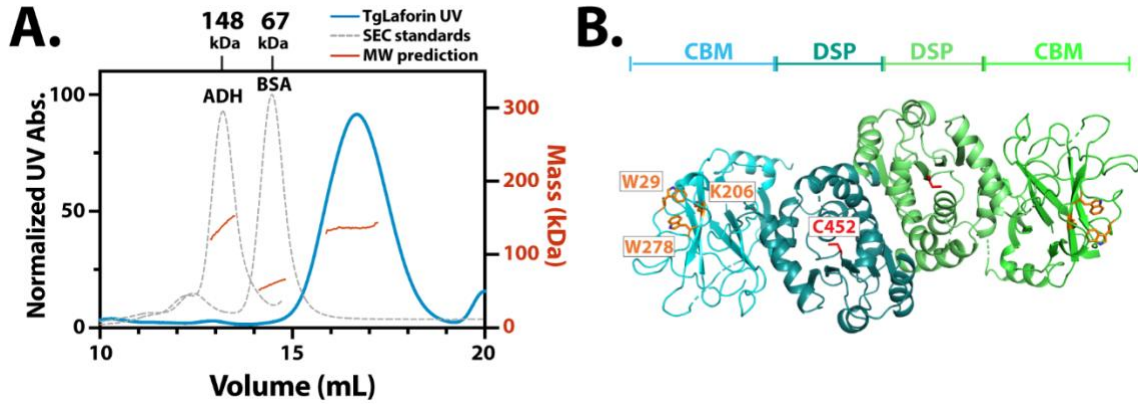 A.
148
kDa
67
kDa
TgLaforin UV
SEC standards
MW prediction
ADH
BSA
100
50
0
Normalized UV Abs.
300
200
100
0
Mass (kDa)
10
15
20
Volume (mL)
B.
CBM
DSP
DSP
CBM
W29
K206
W278
C452